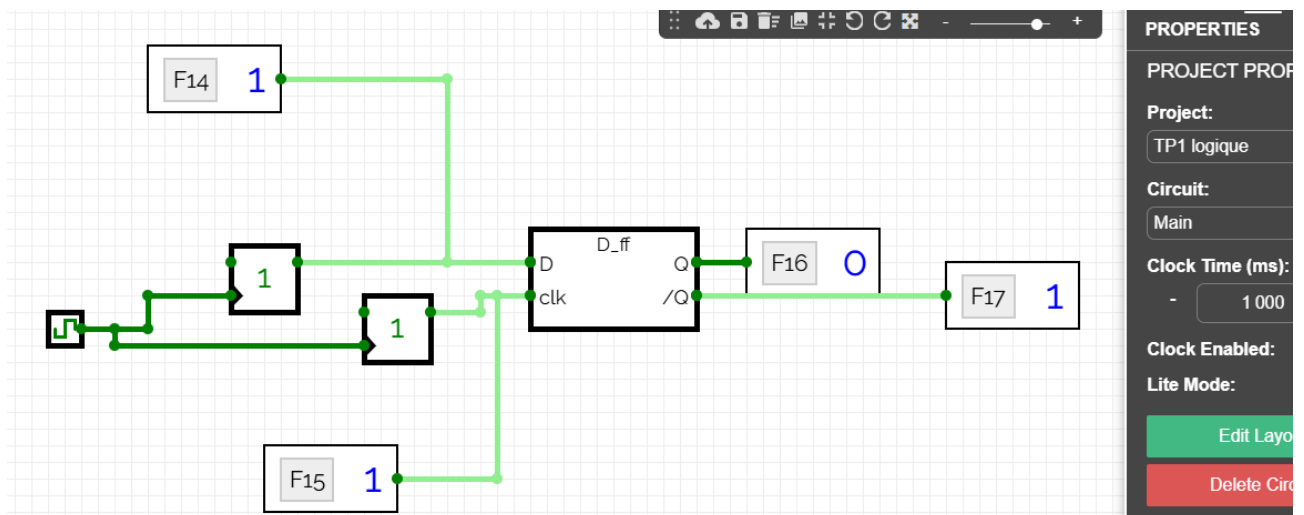 PROPERTIES
PROJECT PROP
Project:
TP1 logique
Circuit:
Main
Clock Time (ms):
- 1 000
Clock Enabled:
Lite Mode:
Edit Layo
Delete Circ
- +
F14 1
1
1
D_ff
D Q
clk /Q
F16 0
F17 1
F15 1